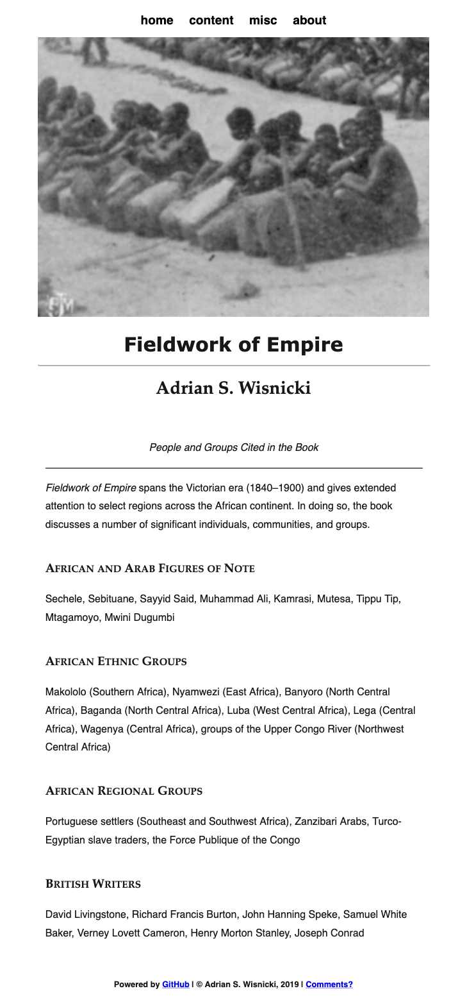 home content misc about
Fieldwork of Empire
Adrian S. Wisnicki
People and Groups Cited in the Book
Fieldwork of Empire spans the Victorian era (1840–1900) and gives extended
attention to select regions across the African continent. In doing so, the book
discusses a number of significant individuals, communities, and groups.
African and Arab Figures of Note
Sechele, Sebituane, Sayyid Said, Muhammad Ali, Kamrasi, Mutesa, Tippu Tip,
Mtagamoyo, Mwini Dugumbi
African Ethnic Groups
Makololo (Southern Africa), Nyamwezi (East Africa), Banyoro (North Central
Africa), Baganda (North Central Africa), Luba (West Central Africa), Lega (Central
Africa), Wagenya (Central Africa), groups of the Upper Congo River (Northwest
Central Africa)
African Regional Groups
Portuguese settlers (Southeast and Southwest Africa), Zanzibari Arabs, Turco-
Egyptian slave traders, the Force Publique of the Congo
British Writers
David Livingstone, Richard Francis Burton, John Hanning Speke, Samuel White
Baker, Verney Lovett Cameron, Henry Morton Stanley, Joseph Conrad
Powered by GitHub | © Adrian S. Wisnicki, 2019 | Comments?